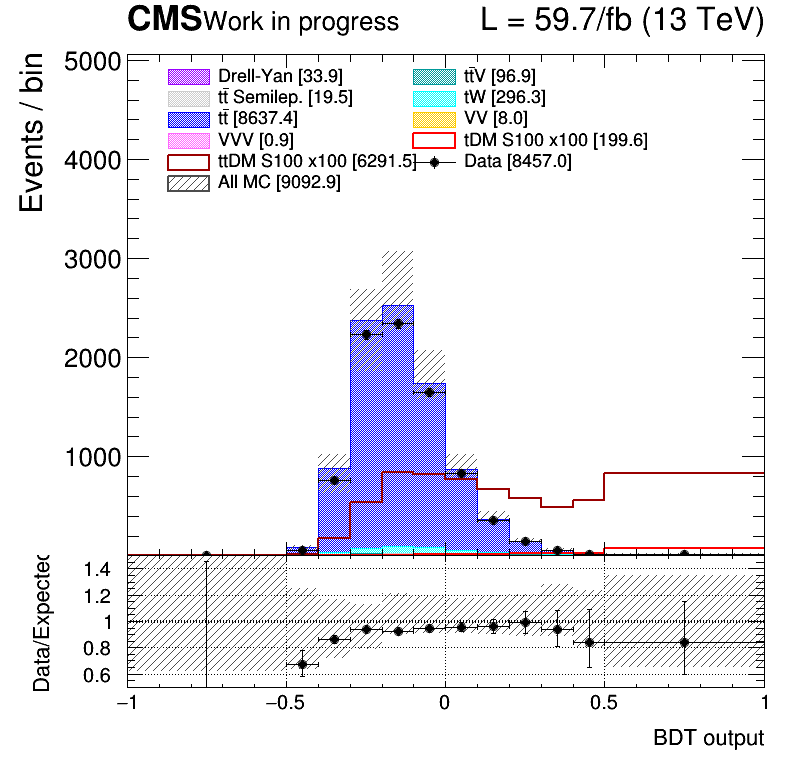 CMS Work in progress L = 59.7/fb (13 TeV)
Events / bin
5000
4000
3000
2000
1000
Drell-Yan [33.9] tt̄V [96.9]
tt̄ Semilep. [19.5] tW [296.3]
tt̄ [8637.4] VV [8.0]
VVV [0.9] tDM S100 x100 [199.6]
ttDM S100 x100 [6291.5] Data [8457.0]
All MC [9092.9]
Data/Expected
1.4
1.2
1
0.8
0.6
−1 −0.5 0 0.5 1
BDT output